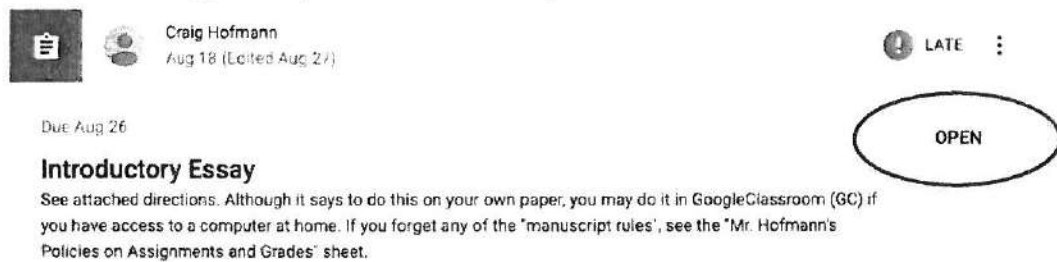 Craig Hofmann
Aug 18 (Edited Aug 27)
LATE
Due Aug 26
OPEN
Introductory Essay
See attached directions. Although it says to do this on your own paper, you may do it in GoogleClassroom (GC) if
you have access to a computer at home. If you forget any of the "manuscript rules', see the "Mr. Hofmann's
Policies on Assignments and Grades" sheet.